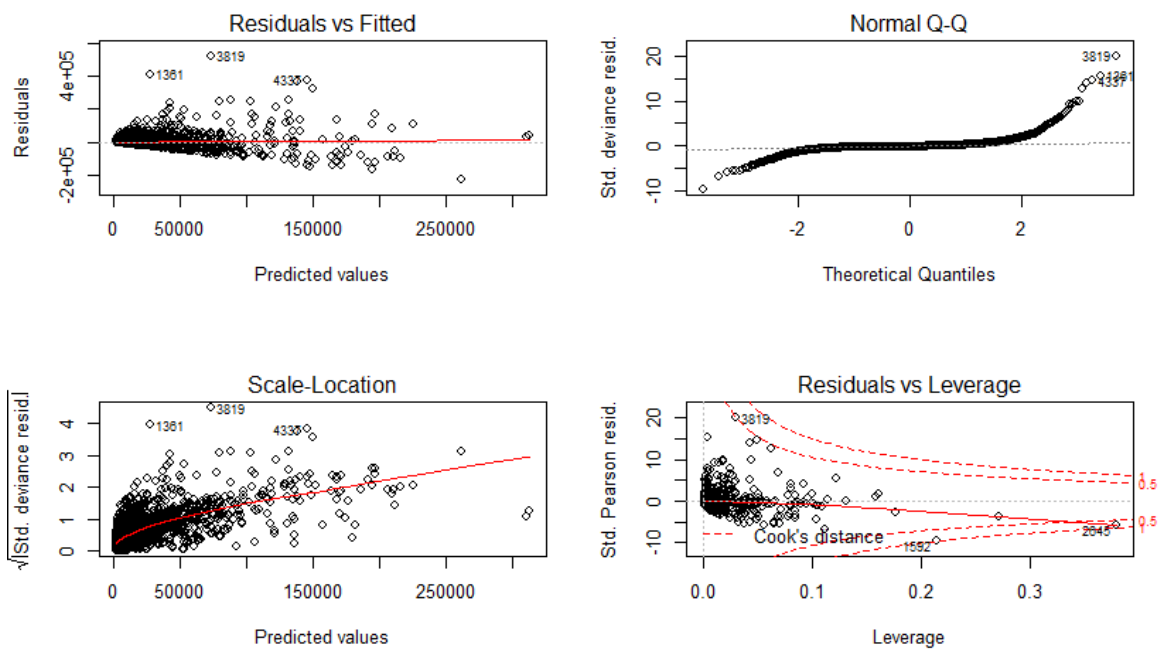 Residuals vs Fitted
Residuals
4e+05
-2e+05
3819
1361
4335
0 50000 150000 250000
Predicted values
Normal Q-Q
Std. deviance resid.
20
10
0
-10
3819
1361
4337
-2 0 2
Theoretical Quantiles
Scale-Location
√|Std. deviance resid.|
4
3
2
1
0
3819
1361
4335
0 50000 150000 250000
Predicted values
Residuals vs Leverage
Std. Pearson resid.
20
10
0
-10
3819
1
0.5
0.5
1
2045
1592
Cook's distance
0.0 0.1 0.2 0.3
Leverage